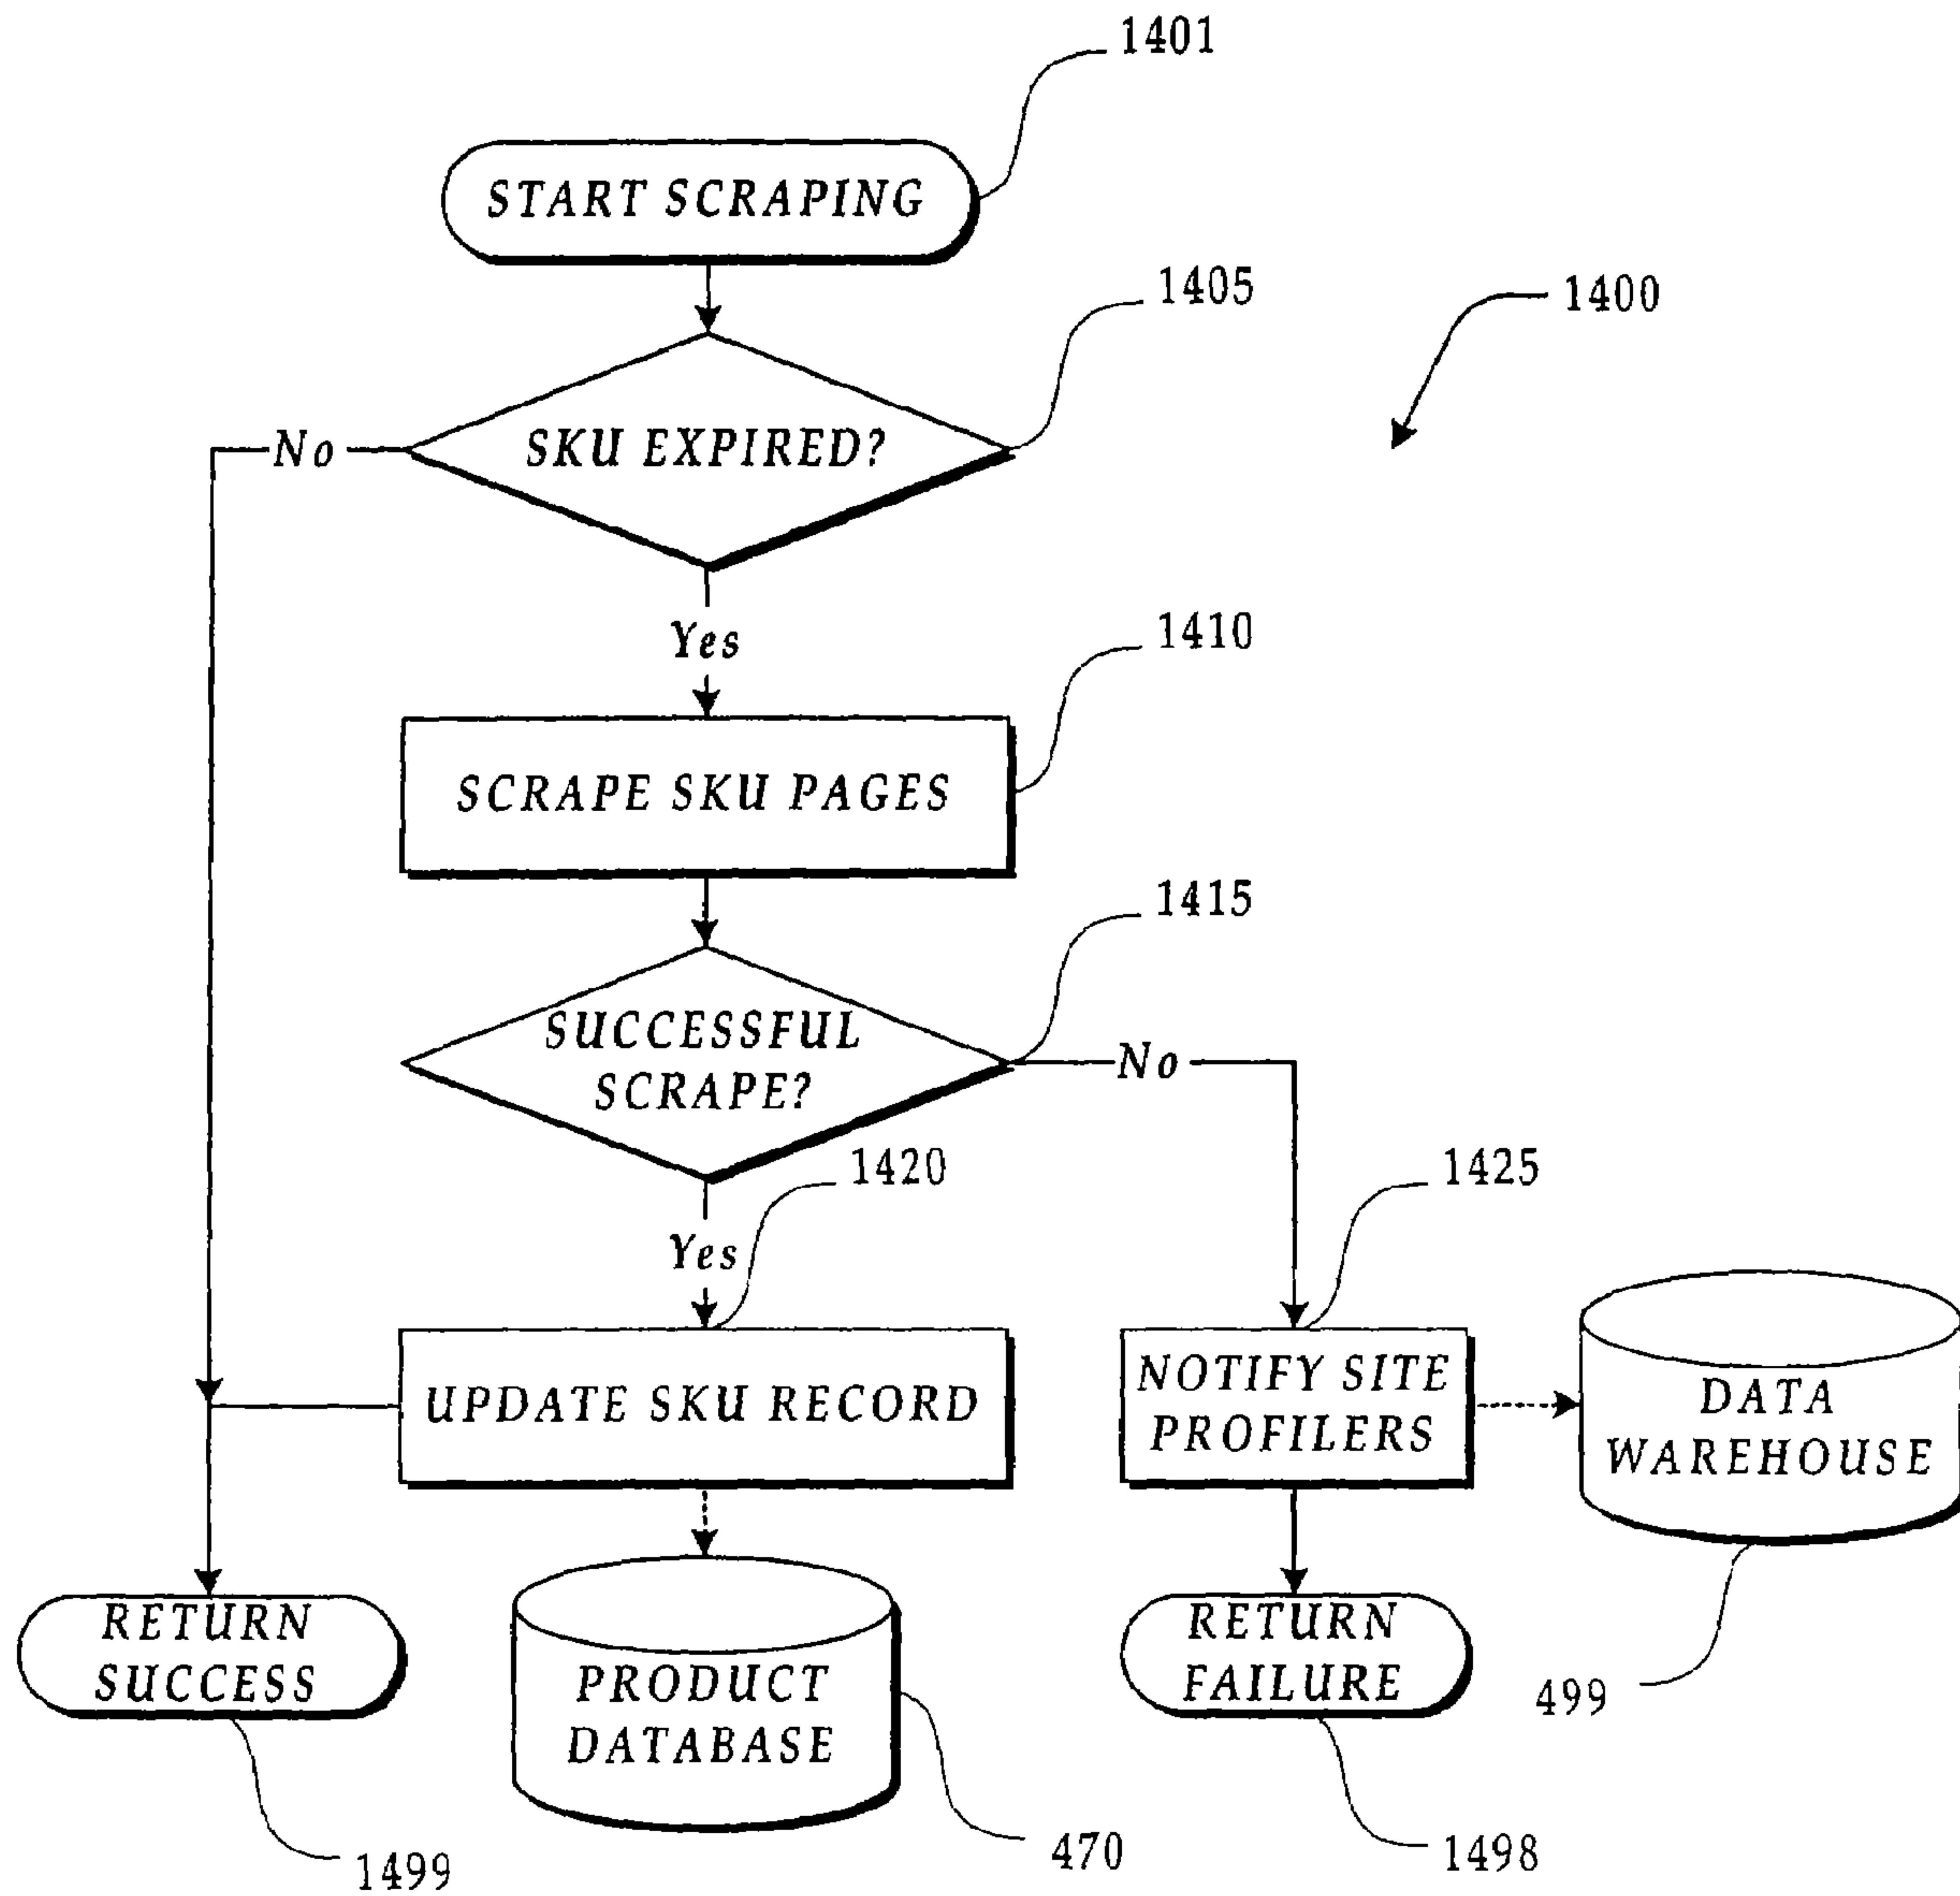 1401
START SCRAPING
1405
1400
No
SKU EXPIRED?
Yes
1410
SCRAPE SKU PAGES
1415
SUCCESSFUL
SCRAPE?
No
1420
1425
Yes
UPDATE SKU RECORD
NOTIFY SITE
PROFILERS
DATA
WAREHOUSE
RETURN
SUCCESS
PRODUCT
DATABASE
RETURN
FAILURE
499
1499
470
1498